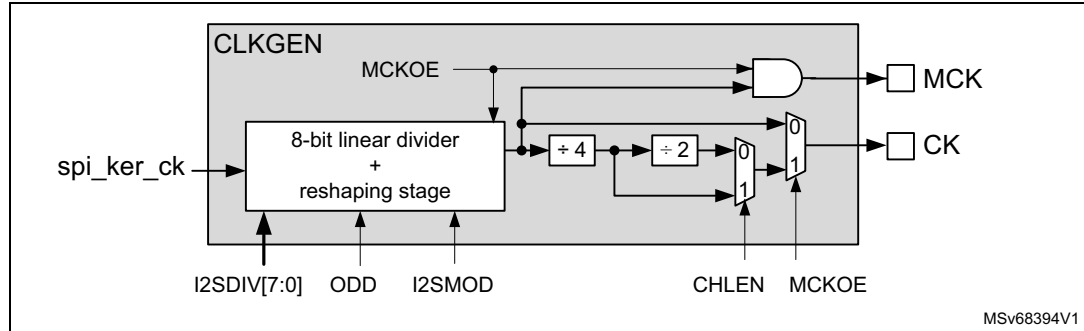 CLKGEN
MCKOE
MCK
8-bit linear divider
+
reshaping stage
spi_ker_ck
÷ 4
÷ 2
0
1
0
1
CK
I2SDIV[7:0]
ODD
I2SMOD
CHLEN
MCKOE
MSv68394V1